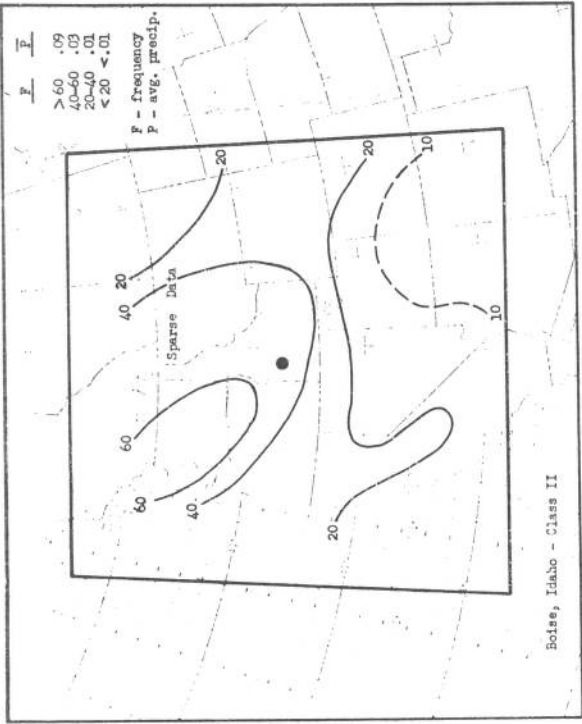 F P̅
>60 .09
40-60 .03
20-40 .01
<20 <.01
F - frequency
P - avg. precip.
20
20
40
Sparse Data
60
60
40
20
20
10
10
Boise, Idaho - Class II